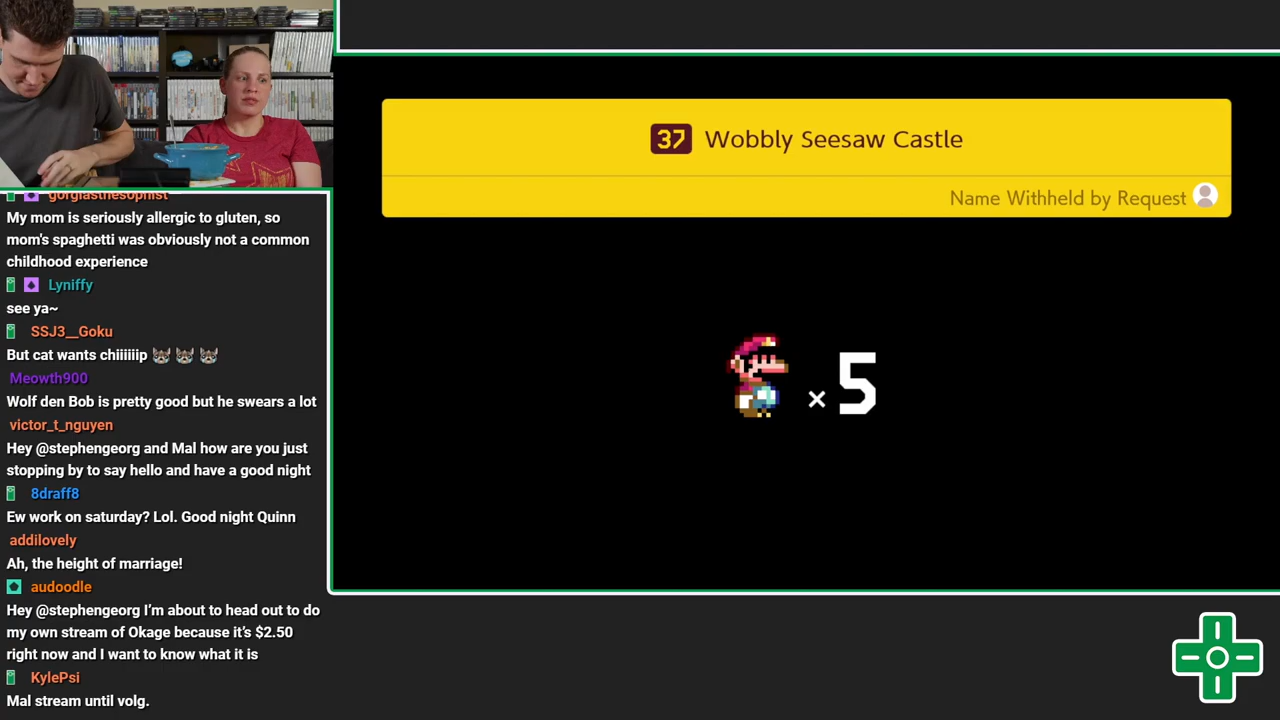 gorgiasthesophist
My mom is seriously allergic to gluten, so
mom's spaghetti was obviously not a common
childhood experience
Lyniffy
see ya~
SSJ3__Goku
But cat wants chiiiiiip
Meowth900
Wolf den Bob is pretty good but he swears a lot
victor_t_nguyen
Hey @stephengeorg and Mal how are you just
stopping by to say hello and have a good night
8draff8
Ew work on saturday? Lol. Good night Quinn
addilovely
Ah, the height of marriage!
audoodle
Hey @stephengeorg I’m about to head out to do
my own stream of Okage because it’s $2.50
right now and I want to know what it is
KylePsi
Mal stream until volg.
37 Wobbly Seesaw Castle
Name Withheld by Request
× 5